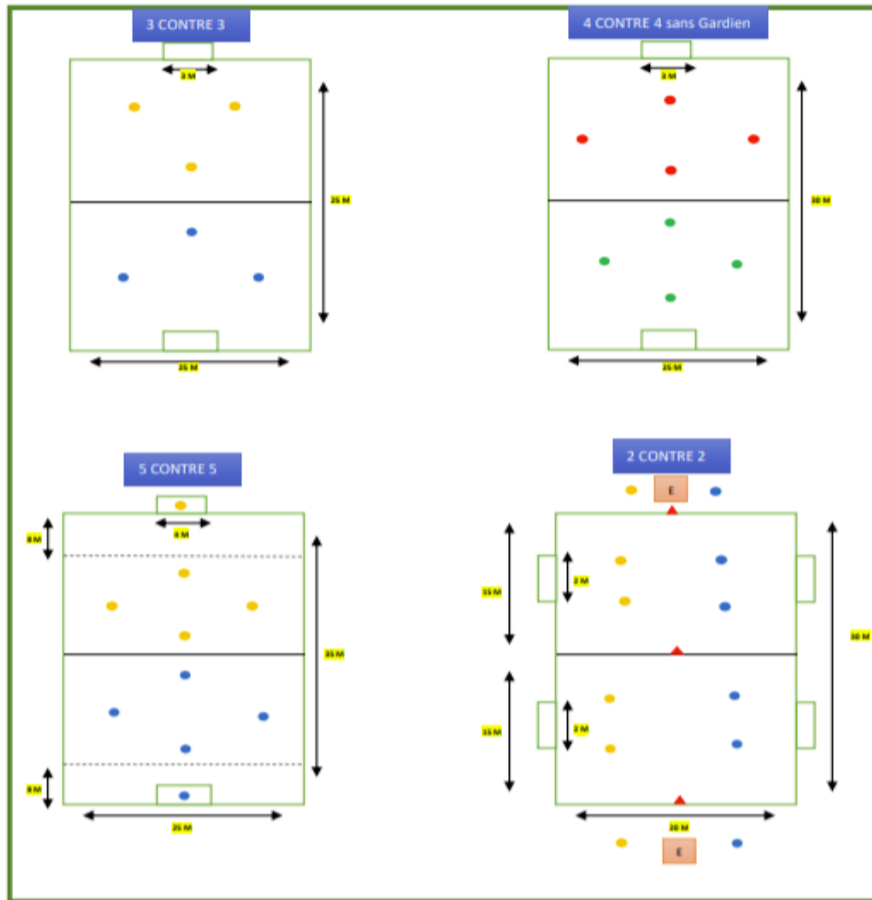 3 CONTRE 3
3 M
25 M
25 M
4 CONTRE 4 sans Gardien
3 M
30 M
25 M
5 CONTRE 5
8 M
4 M
35 M
8 M
25 M
2 CONTRE 2
E
15 M
2 M
30 M
15 M
2 M
20 M
E